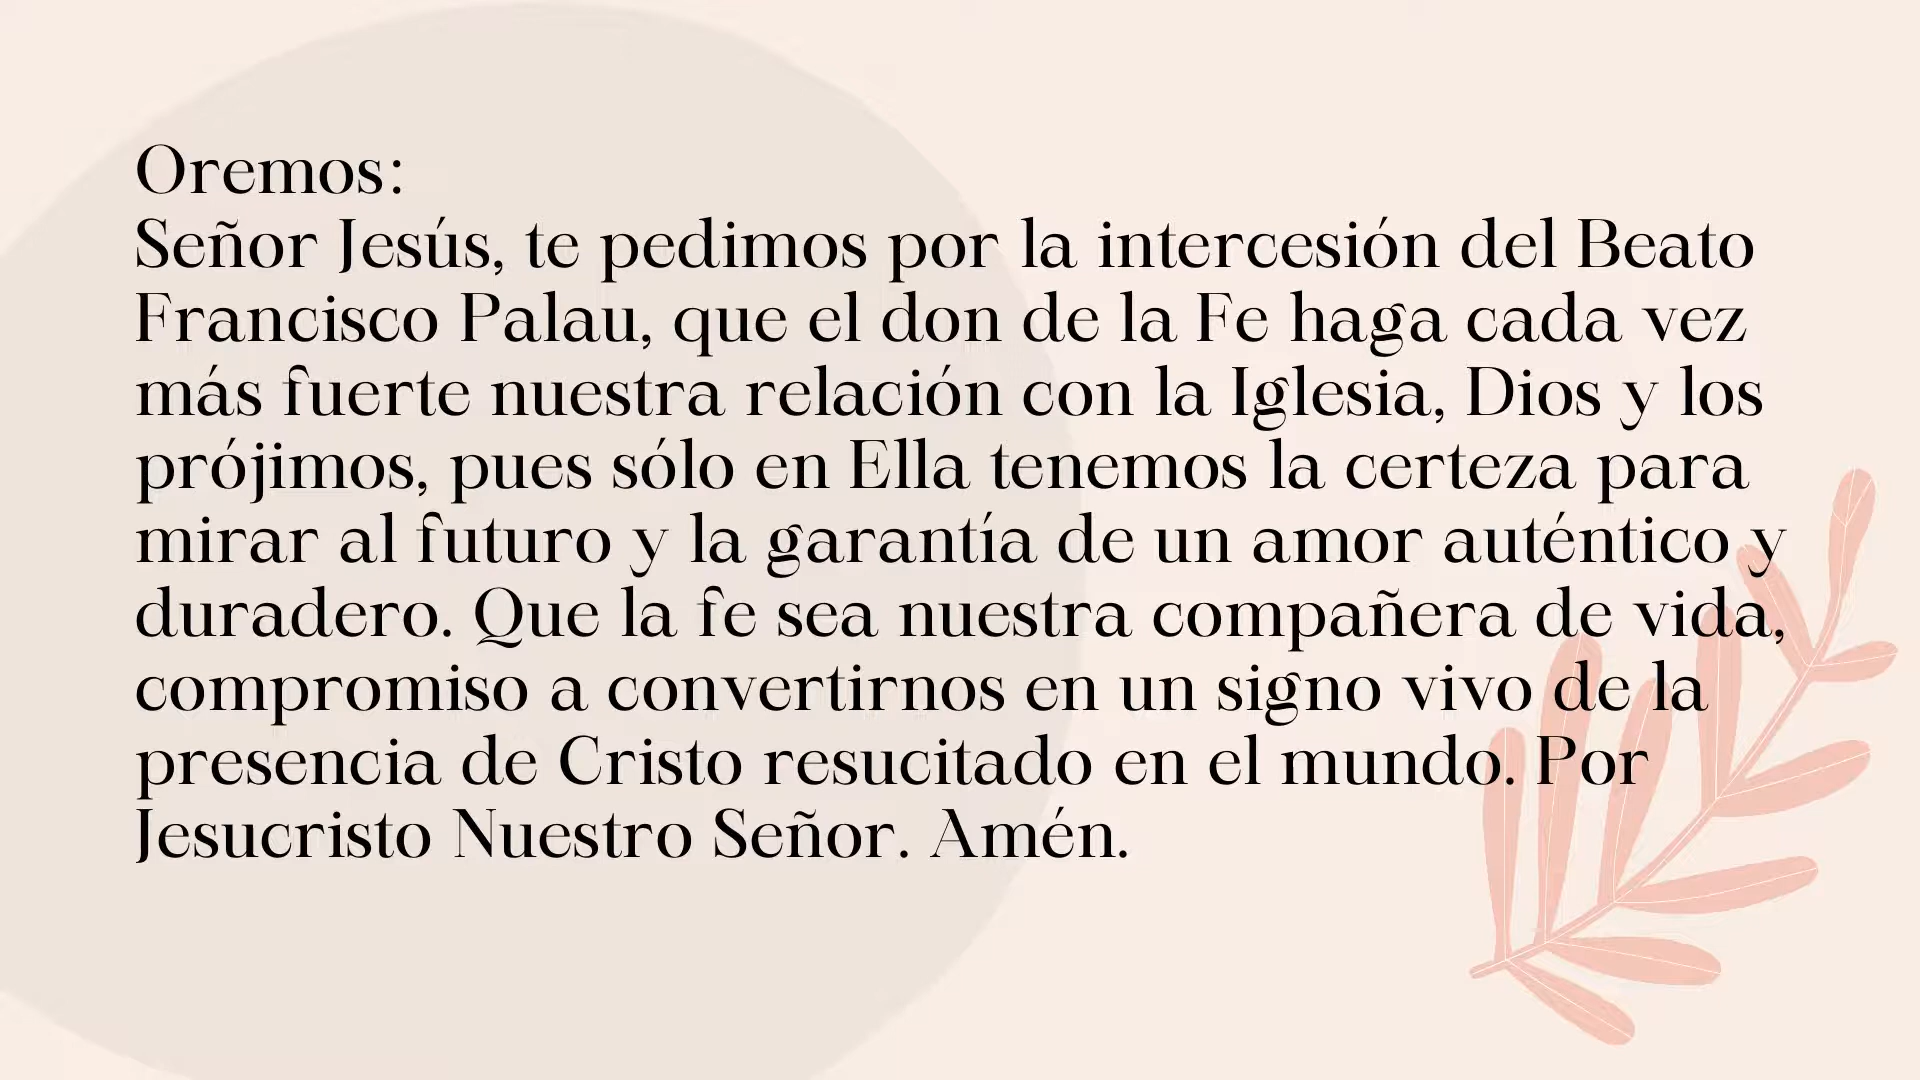 Oremos:
Señor Jesús, te pedimos por la intercesión del Beato
Francisco Palau, que el don de la Fe haga cada vez
más fuerte nuestra relación con la Iglesia, Dios y los
prójimos, pues sólo en Ella tenemos la certeza para
mirar al futuro y la garantía de un amor auténtico y
duradero. Que la fe sea nuestra compañera de vida,
compromiso a convertirnos en un signo vivo de la
presencia de Cristo resucitado en el mundo. Por
Jesucristo Nuestro Señor. Amén.